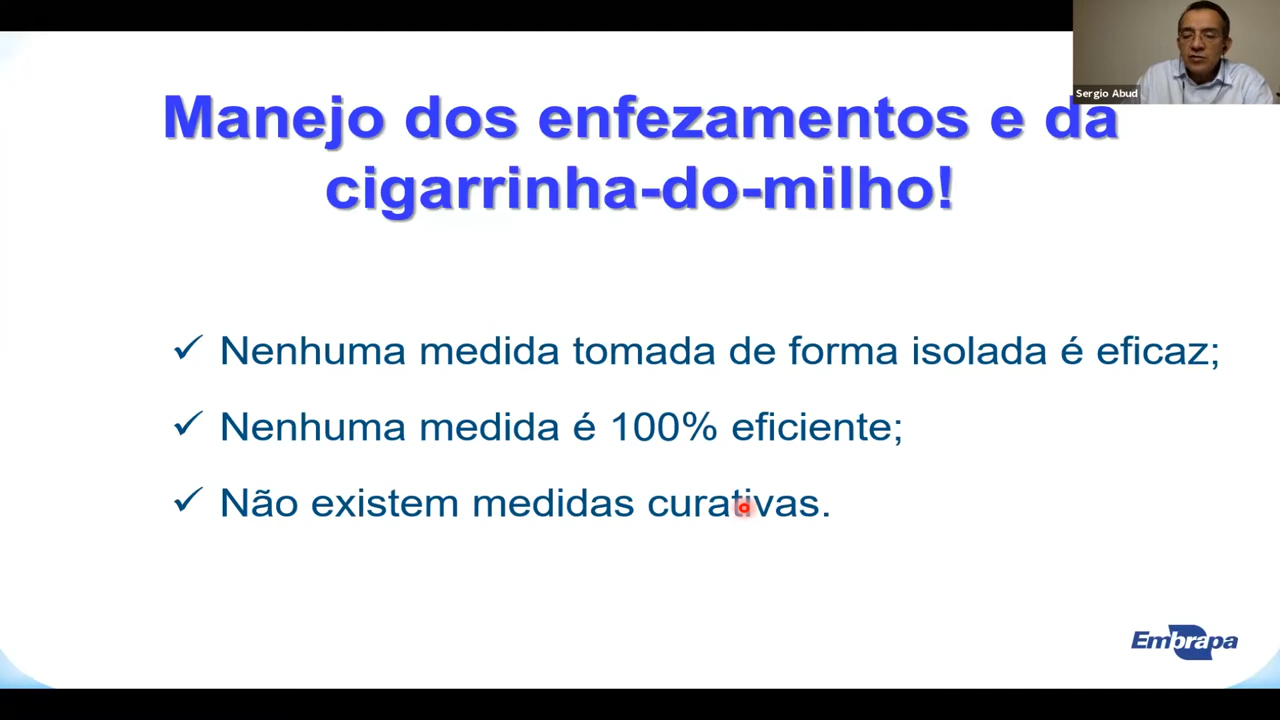 Sergio Abud
Manejo dos enfezamentos e da
cigarrinha-do-milho!
✓ Nenhuma medida tomada de forma isolada é eficaz;
✓ Nenhuma medida é 100% eficiente;
✓ Não existem medidas curativas.
Embrapa